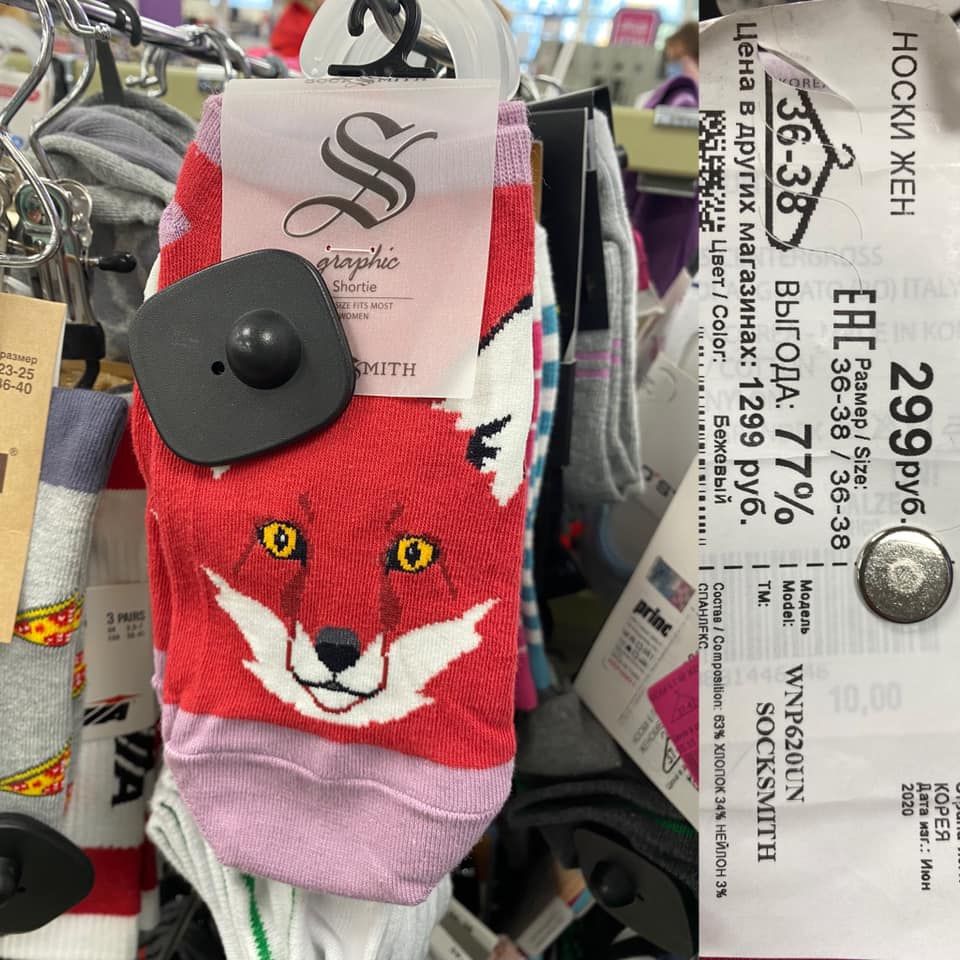 SOCKSMITH
S
graphic
Shortie
SIZE FITS MOST
WOMEN
SMITH
размер
23-25
36-40
®
3 PAIRS
princ
НОСКИ ЖЕН
299руб.
Размер / Size:
36-38 / 36-38
EAC
ВЫГОДА: 77%
36-38
KOREA
Цена в других магазинах: 1299 руб.
Цвет / Color: Бежевый
Модель
Model: WNP620UN
TM: SOCKSMITH
Состав / Composition: 63% ХЛОПОК 34% НЕЙЛОН 3%
СПАНДЕКС
КОРЕЯ
Дата изг.: Июн
2020
10,00
ITALY